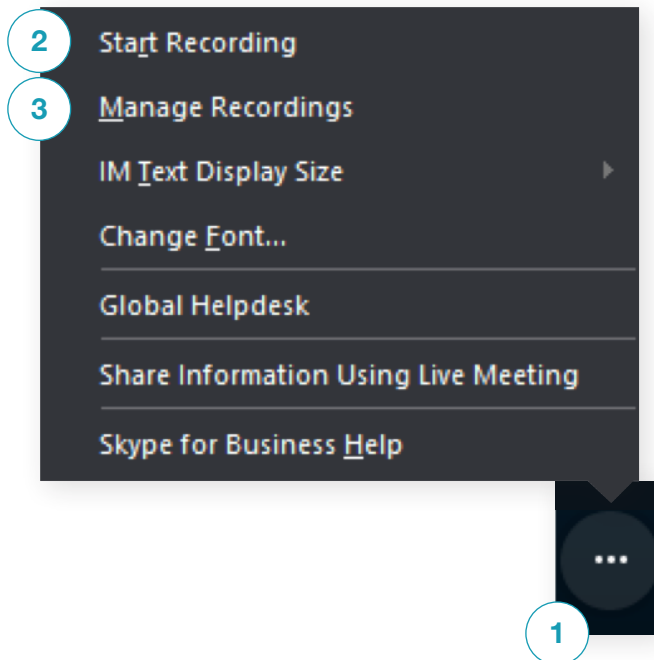 2 Start Recording
3 Manage Recordings
IM Text Display Size
Change Font...
Global Helpdesk
Share Information Using Live Meeting
Skype for Business Help
...
1